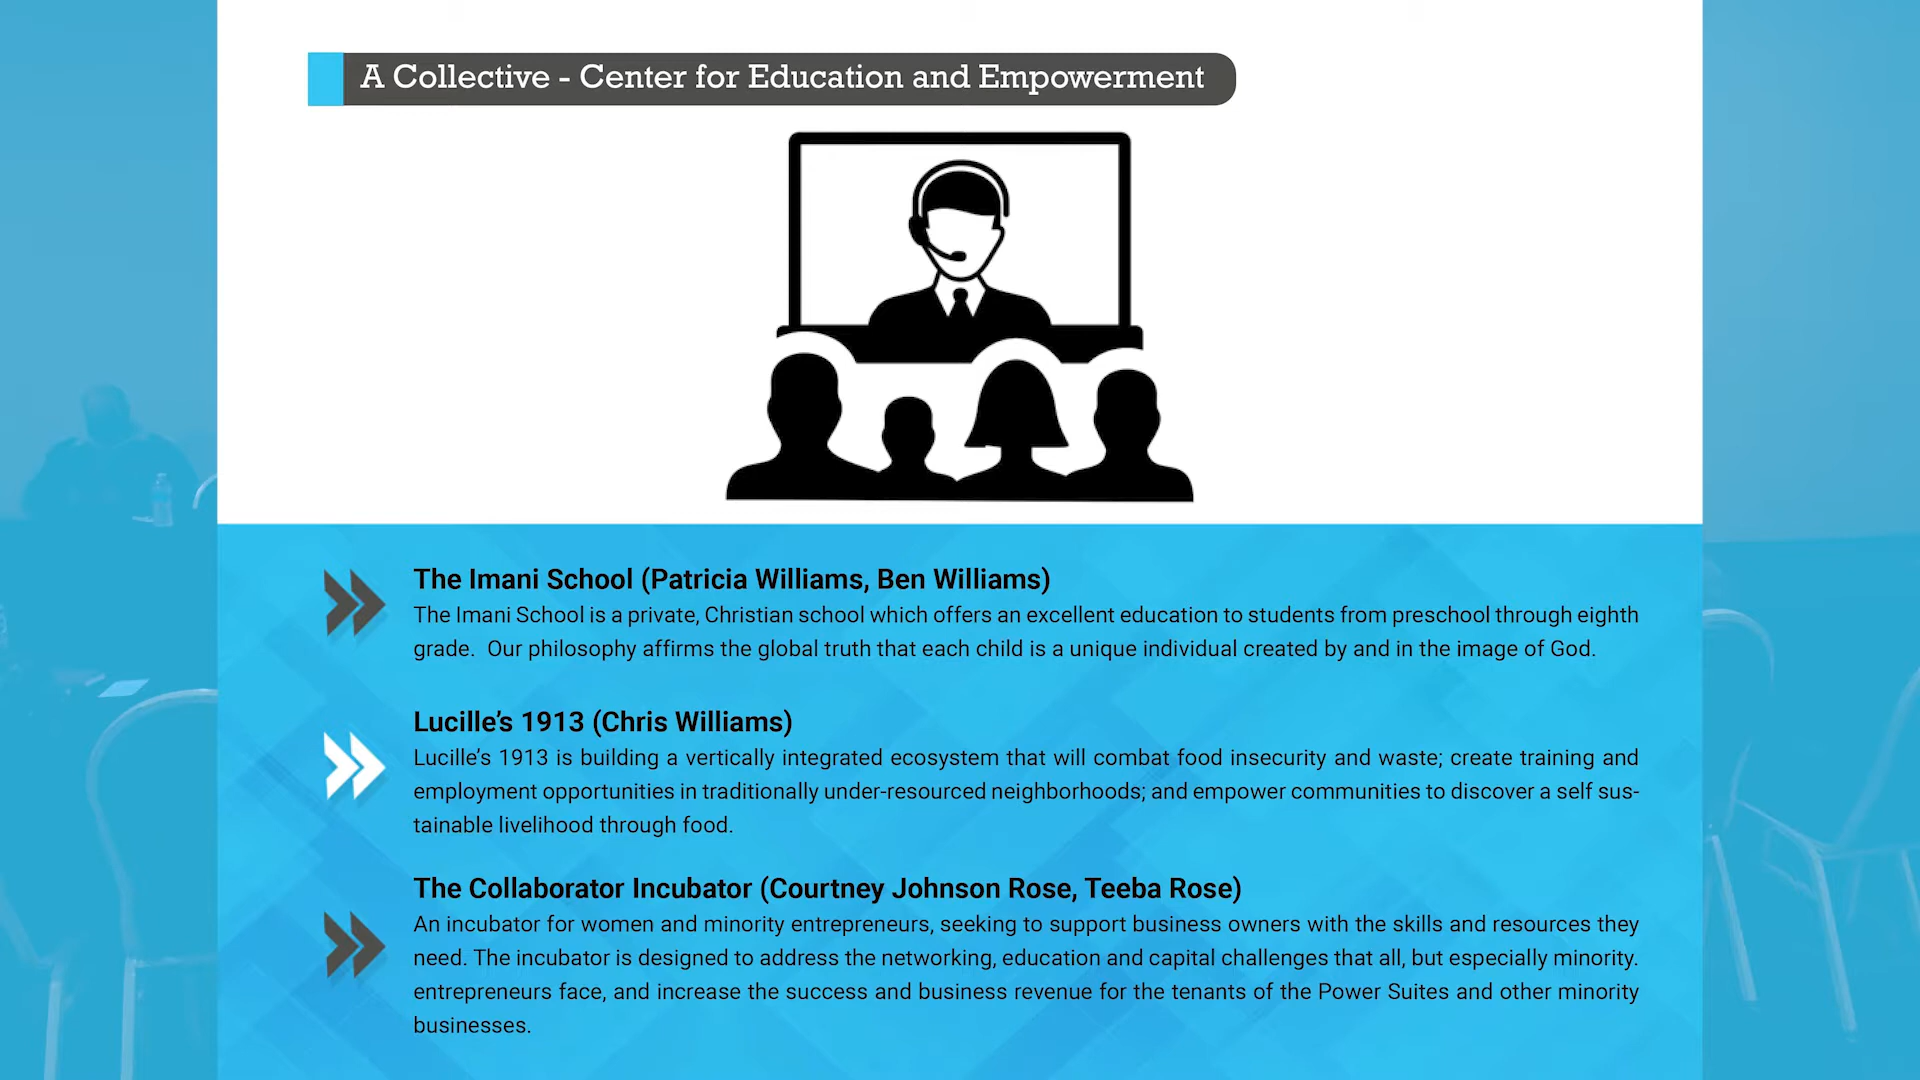 A Collective - Center for Education and Empowerment
The Imani School (Patricia Williams, Ben Williams)
The Imani School is a private, Christian school which offers an excellent education to students from preschool through eighth
grade.  Our philosophy affirms the global truth that each child is a unique individual created by and in the image of God.
Lucille’s 1913 (Chris Williams)
Lucille’s 1913 is building a vertically integrated ecosystem that will combat food insecurity and waste; create training and
employment opportunities in traditionally under-resourced neighborhoods; and empower communities to discover a self sus-
tainable livelihood through food.
The Collaborator Incubator (Courtney Johnson Rose, Teeba Rose)
An incubator for women and minority entrepreneurs, seeking to support business owners with the skills and resources they
need. The incubator is designed to address the networking, education and capital challenges that all, but especially minority.
entrepreneurs face, and increase the success and business revenue for the tenants of the Power Suites and other minority
businesses.